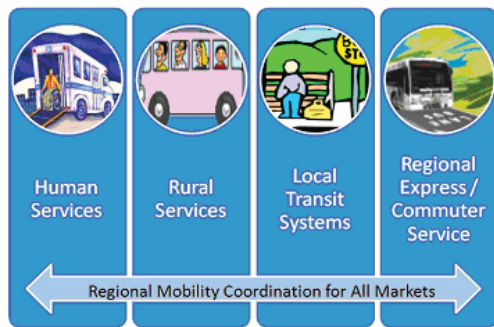 Human
Services
Rural
Services
Local
Transit
Systems
Regional
Express/
Commuter
Service
Regional Mobility Coordination for All Markets